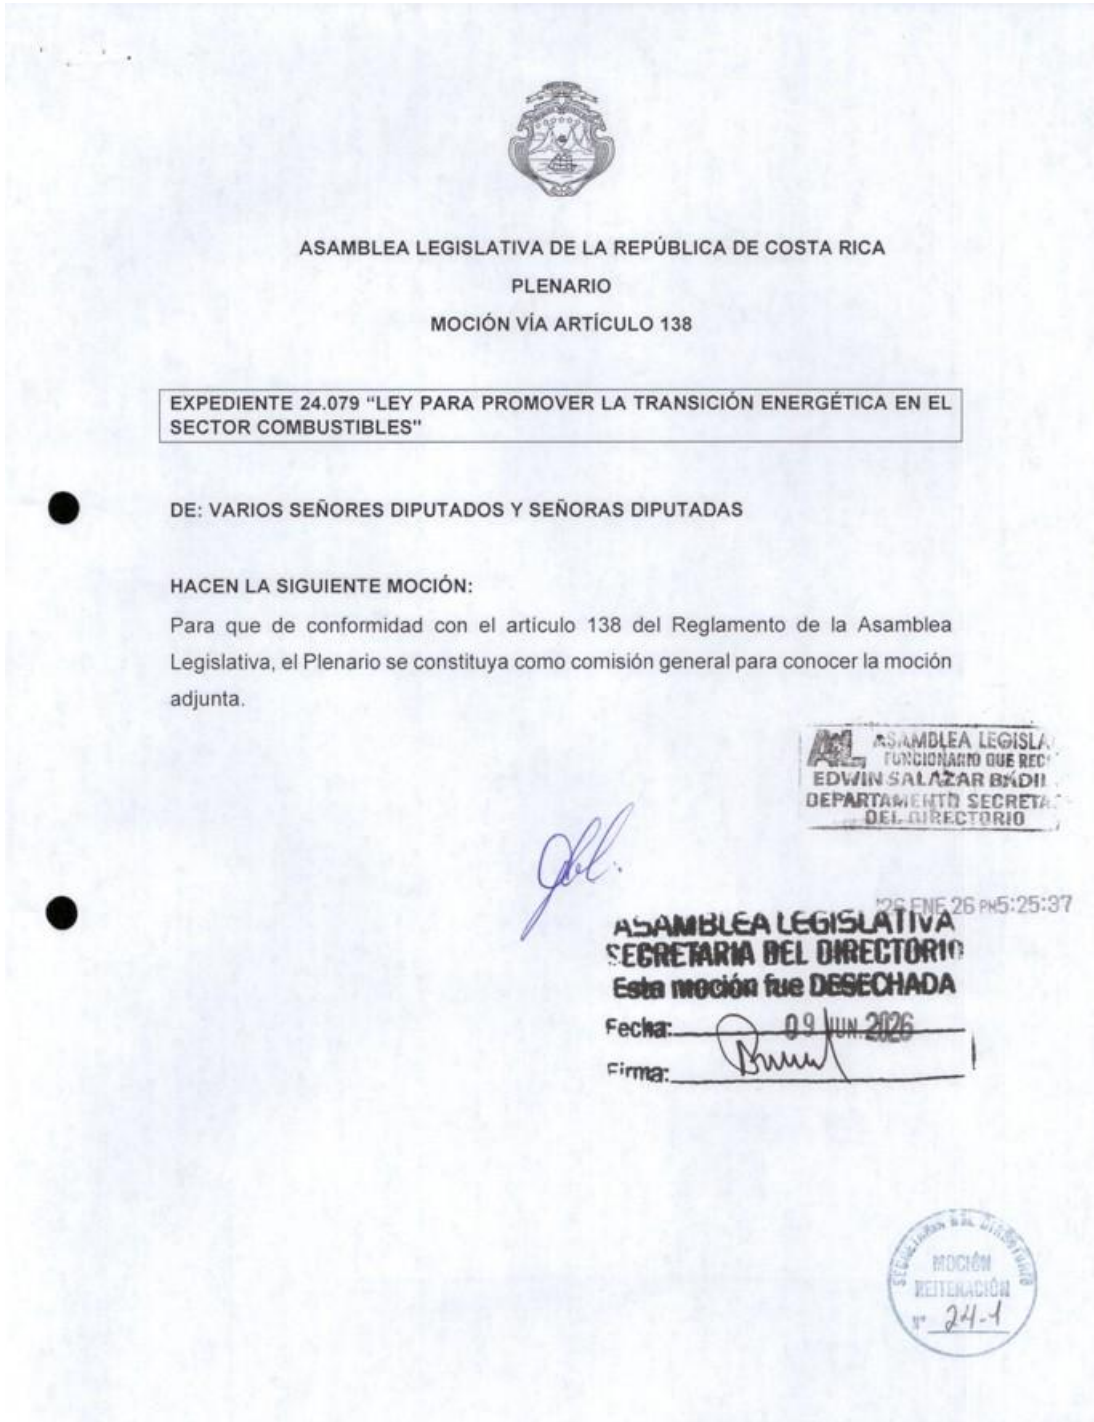 ASAMBLEA LEGISLATIVA DE LA REPÚBLICA DE COSTA RICA
PLENARIO
MOCIÓN VÍA ARTÍCULO 138
EXPEDIENTE 24.079 “LEY PARA PROMOVER LA TRANSICIÓN ENERGÉTICA EN EL
SECTOR COMBUSTIBLES"
DE: VARIOS SEÑORES DIPUTADOS Y SEÑORAS DIPUTADAS
HACEN LA SIGUIENTE MOCIÓN:
Para que de conformidad con el artículo 138 del Reglamento de la Asamblea
Legislativa, el Plenario se constituya como comisión general para conocer la moción
adjunta.
AL ASAMBLEA LEGISLA
FUNCIONARIO QUE REC
EDWIN SALAZAR BADI
DEPARTAMENTO SECRETA
DEL DIRECTORIO
'26 ENE 26 PM5:25:37
ASAMBLEA LEGISLATIVA
SECRETARIA DEL DIRECTORIO
Esta moción fue DESECHADA
Fecha: 09 JUN. 2026
Firma:
SECRETARIA DEL DIRECTORIO
MOCIÓN
REITERACIÓN
Nº 24-1